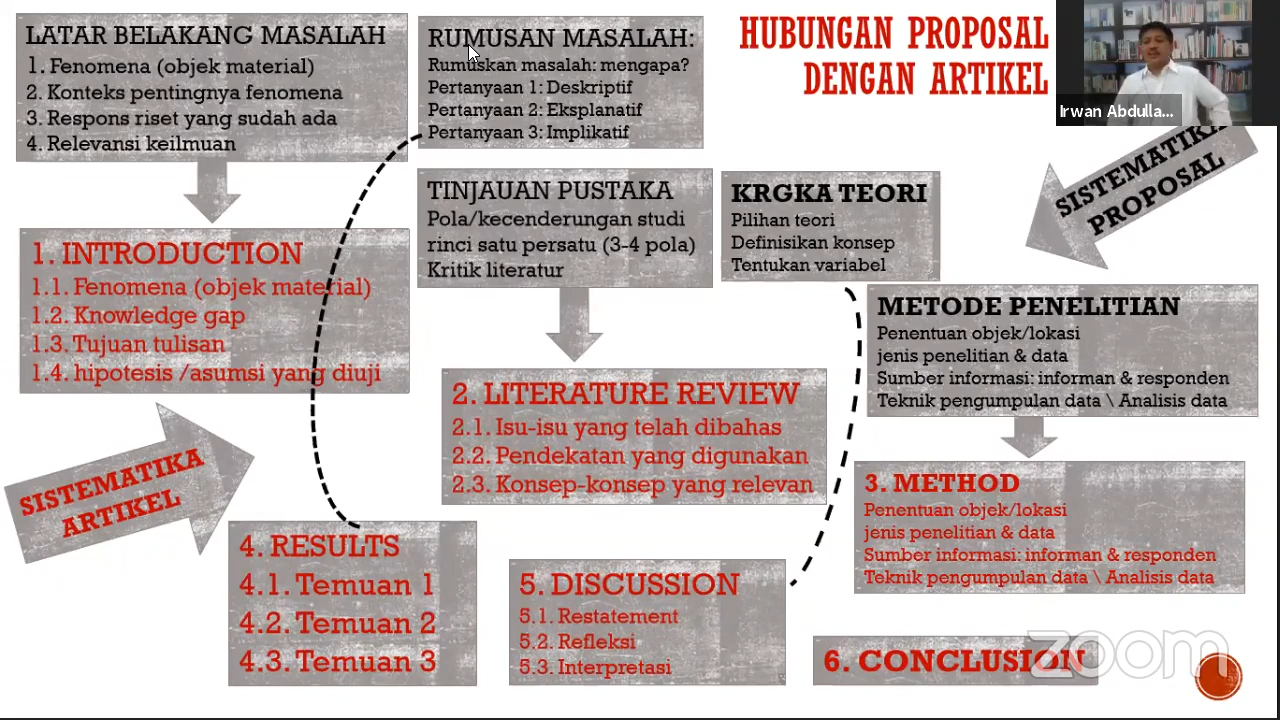 HUBUNGAN PROPOSAL
DENGAN ARTIKEL
Irwan Abdulla...
LATAR BELAKANG MASALAH
1. Fenomena (objek material)
2. Konteks pentingnya fenomena
3. Respons riset yang sudah ada
4. Relevansi keilmuan
RUMUSAN MASALAH:
Rumuskan masalah: mengapa?
Pertanyaan 1: Deskriptif
Pertanyaan 2: Eksplanatif
Pertanyaan 3: Implikatif
SISTEMATIKA
PROPOSAL
TINJAUAN PUSTAKA
Pola/kecenderungan studi
rinci satu persatu (3-4 pola)
Kritik literatur
KRGKA TEORI
Pilihan teori
Definisikan konsep
Tentukan variabel
METODE PENELITIAN
Penentuan objek/lokasi
jenis penelitian & data
Sumber informasi: informan & responden
Teknik pengumpulan data \ Analisis data
1. INTRODUCTION
1.1. Fenomena (objek material)
1.2. Knowledge gap
1.3. Tujuan tulisan
1.4. hipotesis /asumsi yang diuji
2. LITERATURE REVIEW
2.1. Isu-isu yang telah dibahas
2.2. Pendekatan yang digunakan
2.3. Konsep-konsep yang relevan
3. METHOD
Penentuan objek/lokasi
jenis penelitian & data
Sumber informasi: informan & responden
Teknik pengumpulan data \ Analisis data
SISTEMATIKA
ARTIKEL
4. RESULTS
4.1. Temuan 1
4.2. Temuan 2
4.3. Temuan 3
5. DISCUSSION
5.1. Restatement
5.2. Refleksi
5.3. Interpretasi
6. CONCLUSION
zoom